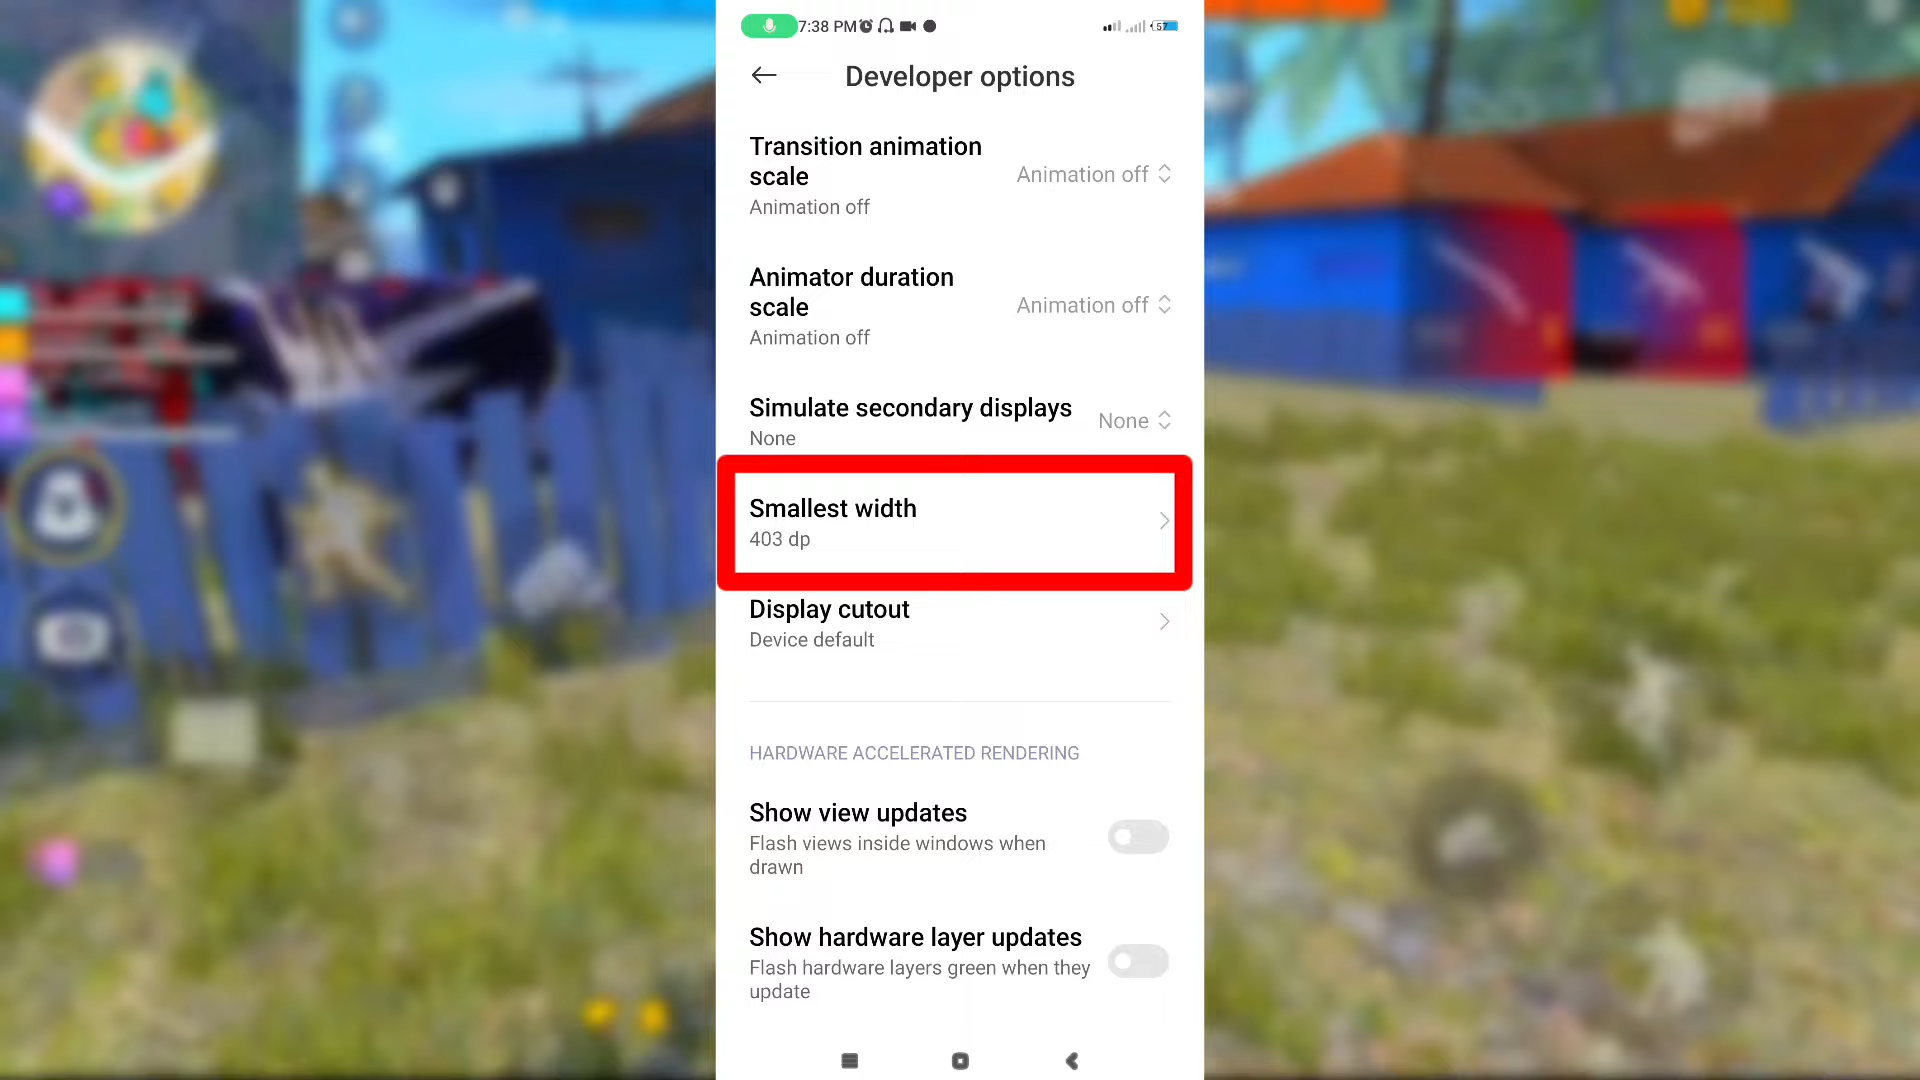 7:38 PM
57
Developer options
Transition animation
scale
Animation off
Animation off
Animator duration
scale
Animation off
Animation off
Simulate secondary displays
None
None
Smallest width
403 dp
Display cutout
Device default
HARDWARE ACCELERATED RENDERING
Show view updates
Flash views inside windows when
drawn
Show hardware layer updates
Flash hardware layers green when they
update